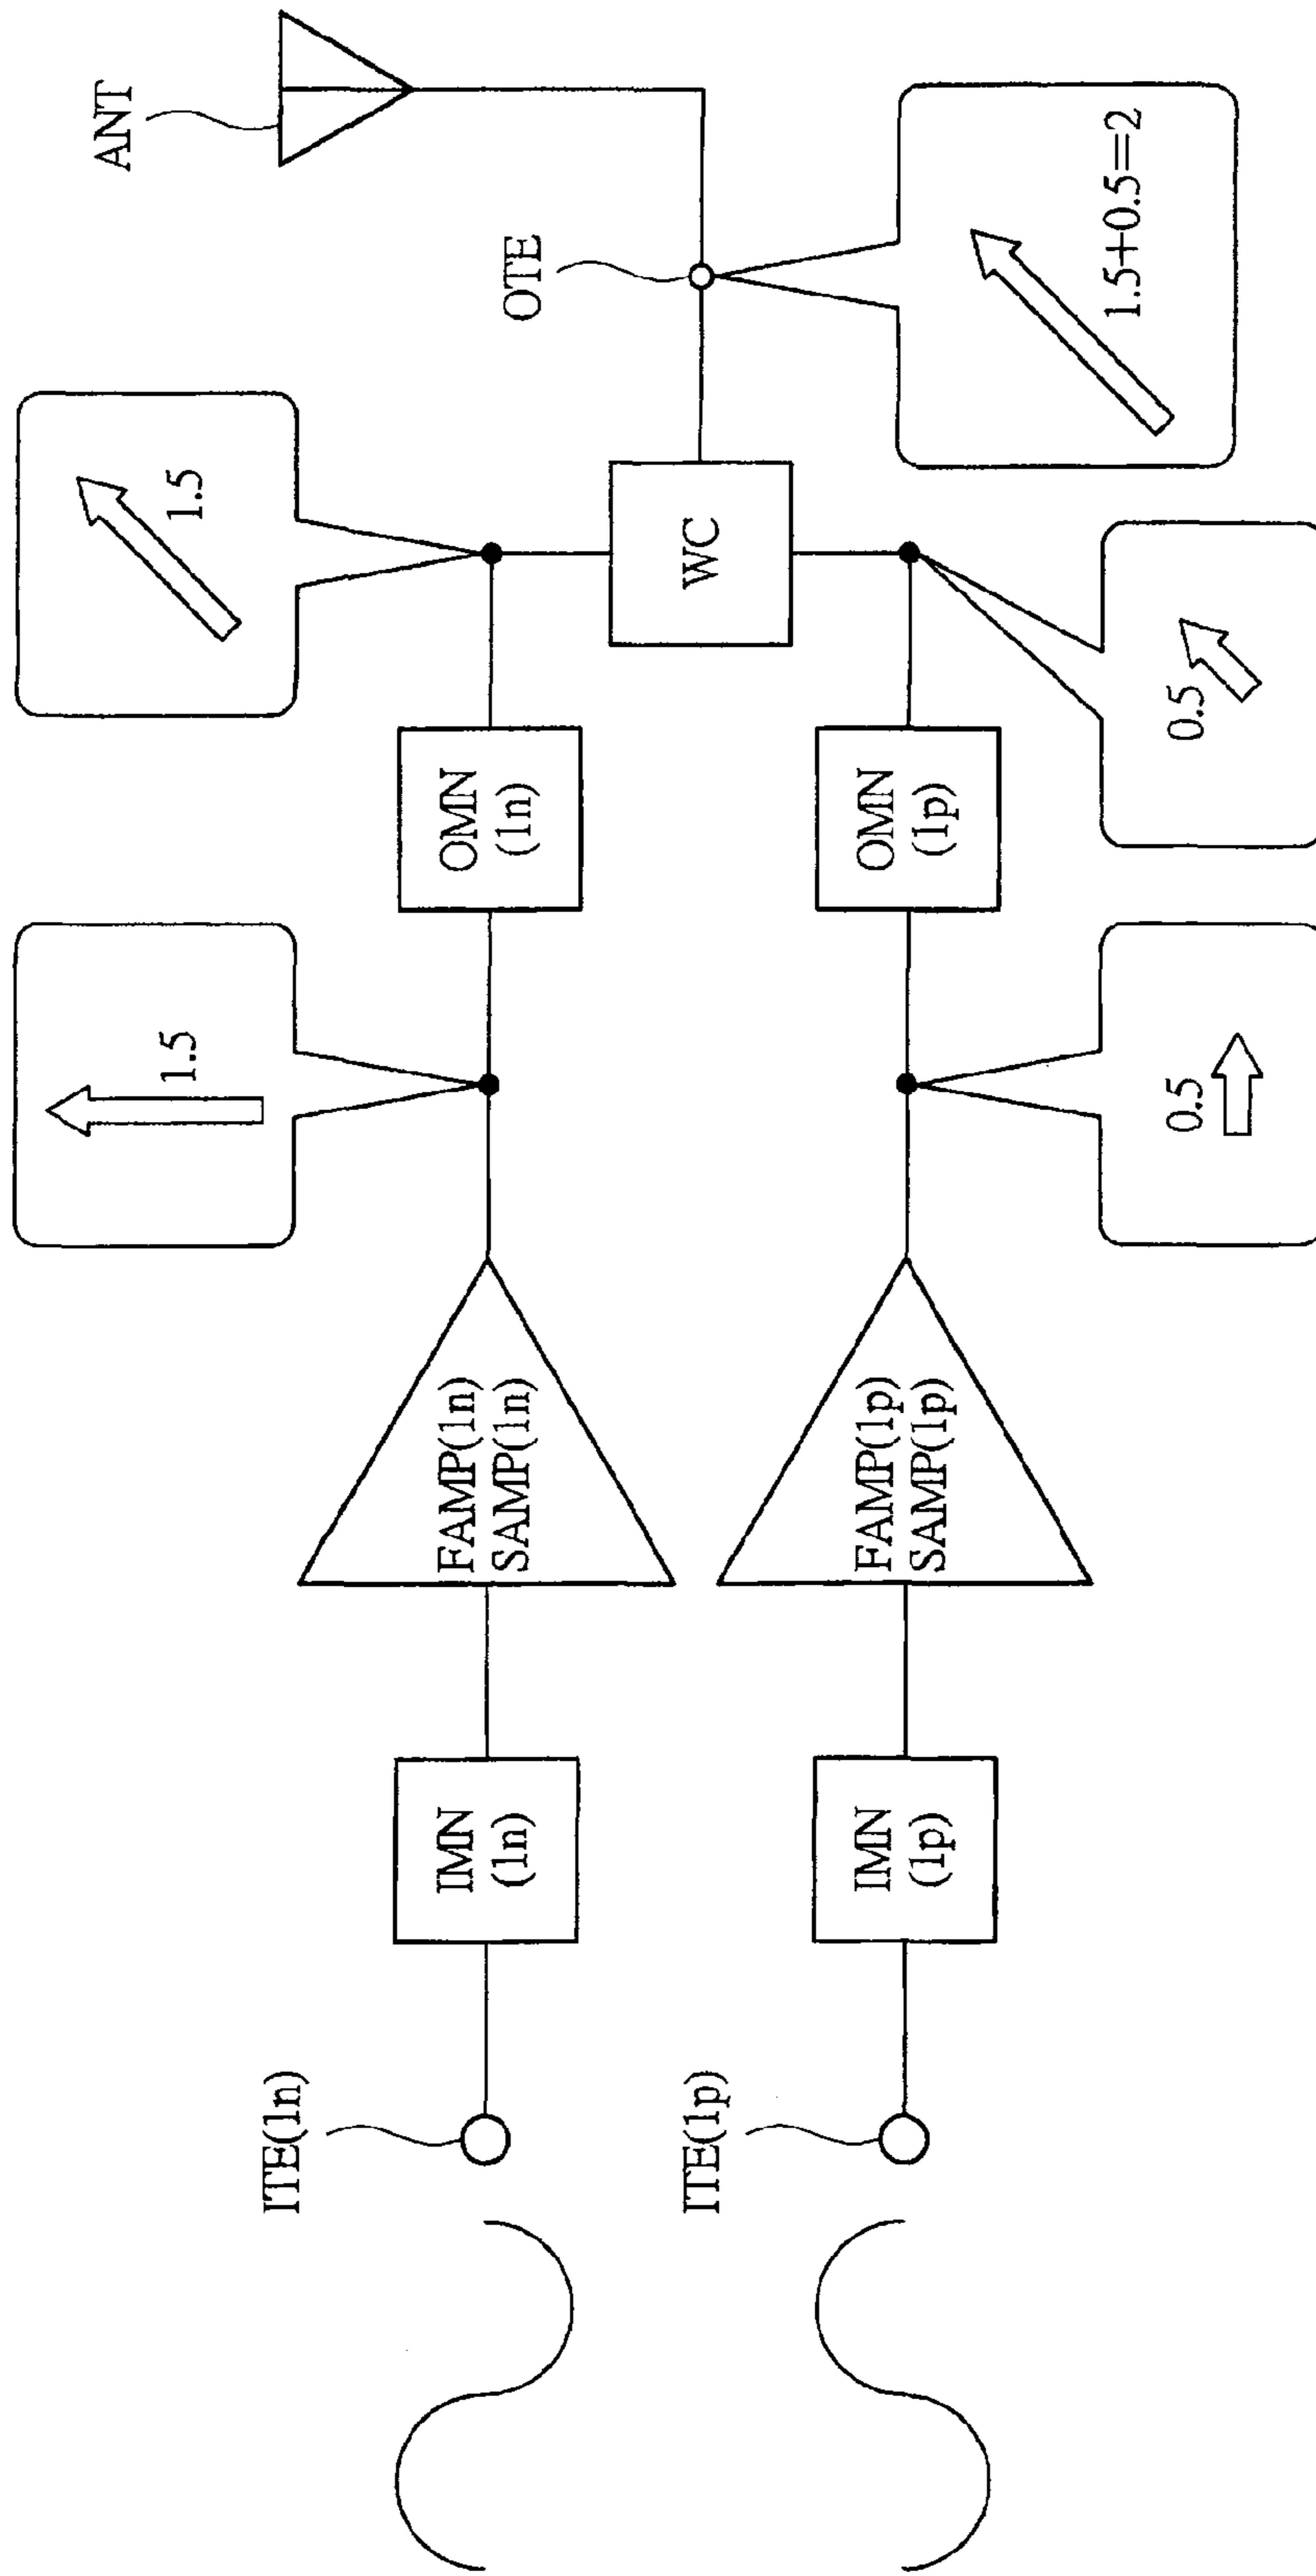 ANT
1.5
1.5
ITE(1n)
IMN
(1n)
FAMP(1n)
SAMP(1n)
OMN
(1n)
OTE
WC
ITE(1p)
IMN
(1p)
FAMP(1p)
SAMP(1p)
OMN
(1p)
1.5+0.5=2
0.5
0.5